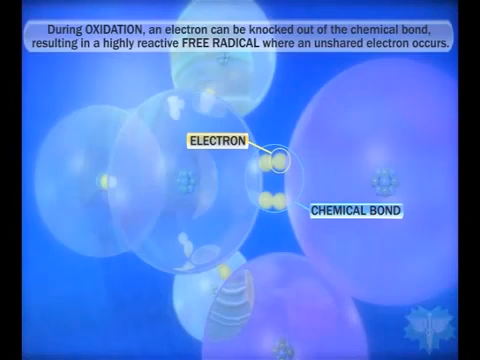 During OXIDATION, an electron can be knocked out of the chemical bond,
resulting in a highly reactive FREE RADICAL where an unshared electron occurs.
ELECTRON
CHEMICAL BOND